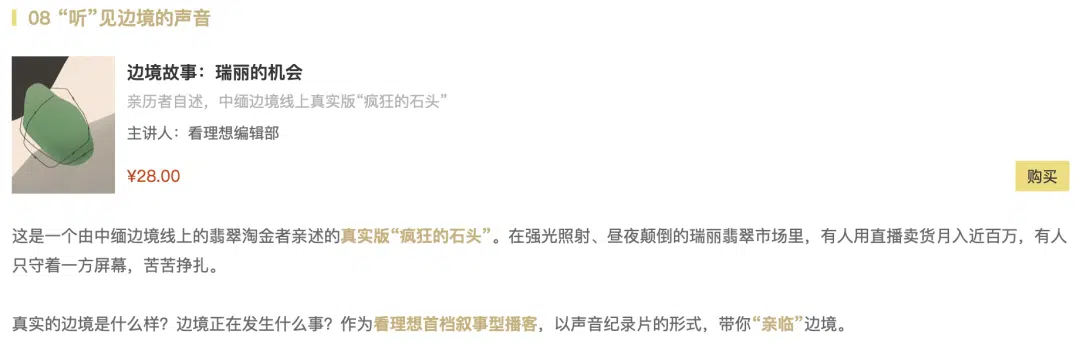 08 “听”见边境的声音
边境故事：瑞丽的机会
亲历者自述，中缅边境线上真实版“疯狂的石头”
主讲人：看理想编辑部
¥28.00
购买
这是一个由中缅边境线上的翡翠淘金者亲述的真实版“疯狂的石头”。在强光照射、昼夜颠倒的瑞丽翡翠市场里，有人用直播卖货月入近百万，有人
只守着一方屏幕，苦苦挣扎。
真实的边境是什么样？边境正在发生什么事？作为看理想首档叙事型播客，以声音纪录片的形式，带你“亲临”边境。